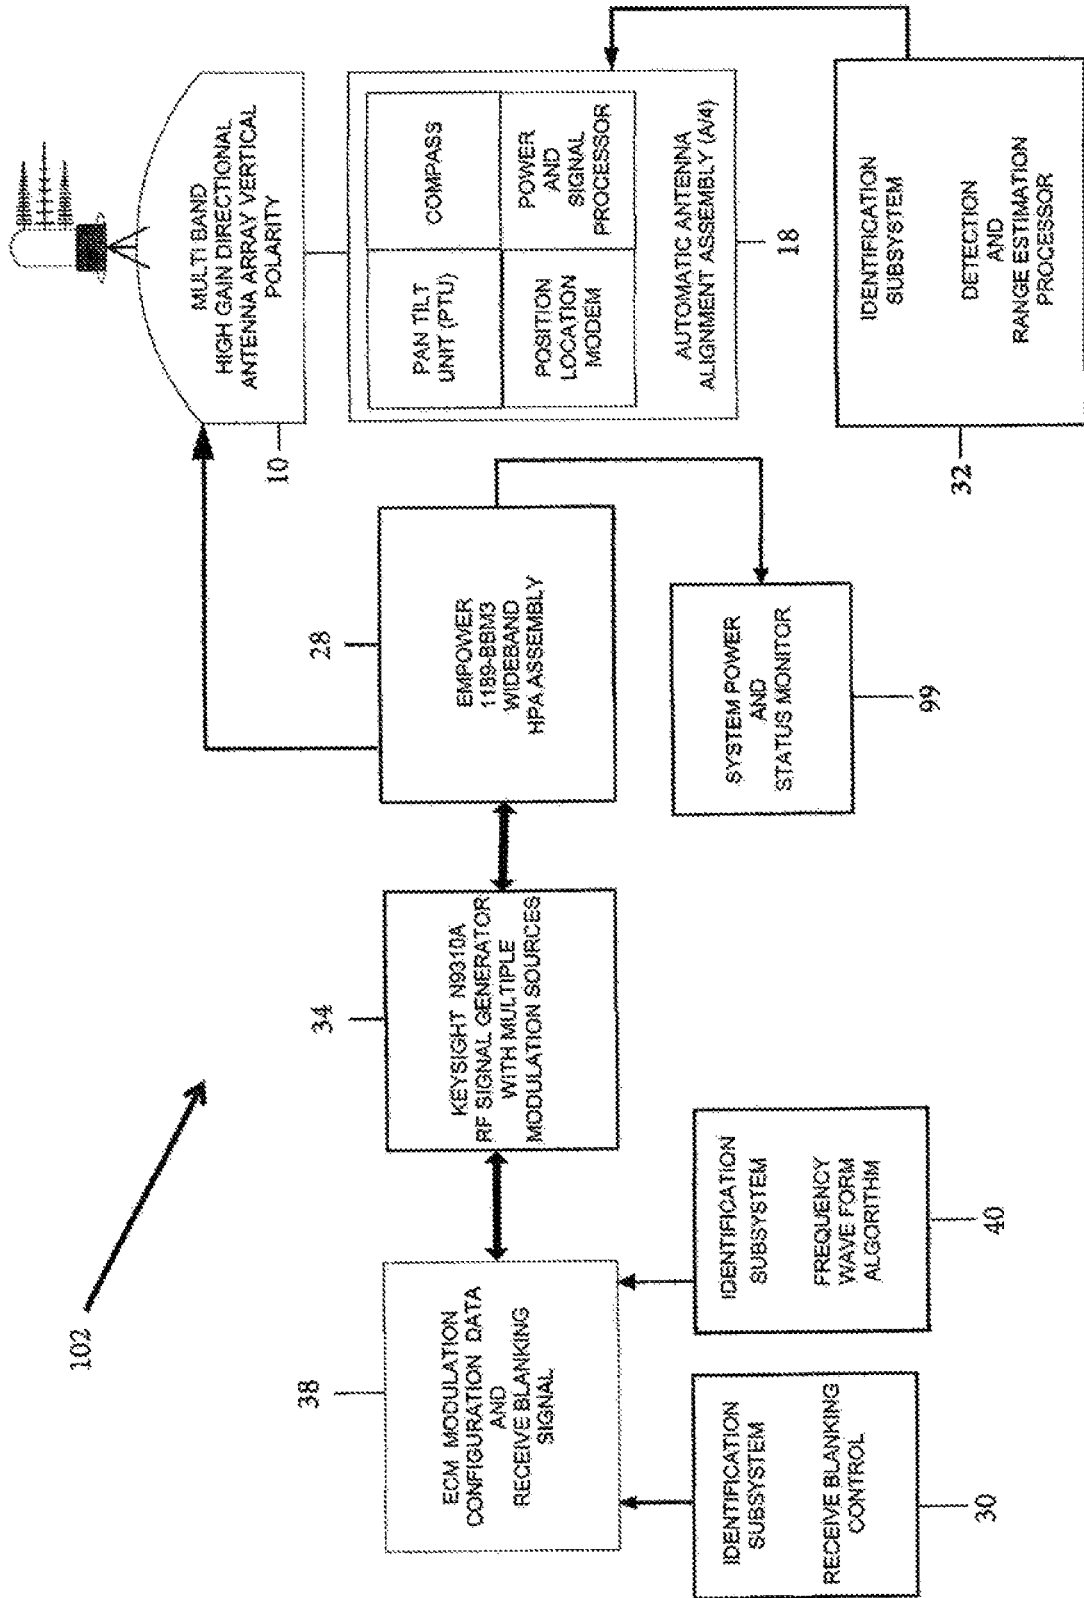 102
ECM MODULATION
CONFIGURATION DATA
AND
RECEIVE BLANKING
SIGNAL
38
IDENTIFICATION
SUBSYSTEM
RECEIVE BLANKING
CONTROL
30
IDENTIFICATION
SUBSYSTEM
FREQUENCY
WAVE FORM
ALGORITHM
40
KEYSIGHT N9310A
RF SIGNAL GENERATOR
WITH MULTIPLE
MODULATION SOURCES
34
EMPOWER
1189-BBM3
WIDEBAND
HPA ASSEMBLY
28
SYSTEM POWER
AND
STATUS MONITOR
99
MULTI BAND
HIGH GAIN DIRECTIONAL
ANTENNA ARRAY VERTICAL
POLARITY
10
PAN TILT
UNIT (PTU)
COMPASS
POSITION
LOCATION
MODEM
POWER
AND
SIGNAL
PROCESSOR
AUTOMATIC ANTENNA
ALIGNMENT ASSEMBLY (A/4)
18
IDENTIFICATION
SUBSYSTEM
DETECTION
AND
RANGE ESTIMATION
PROCESSOR
32